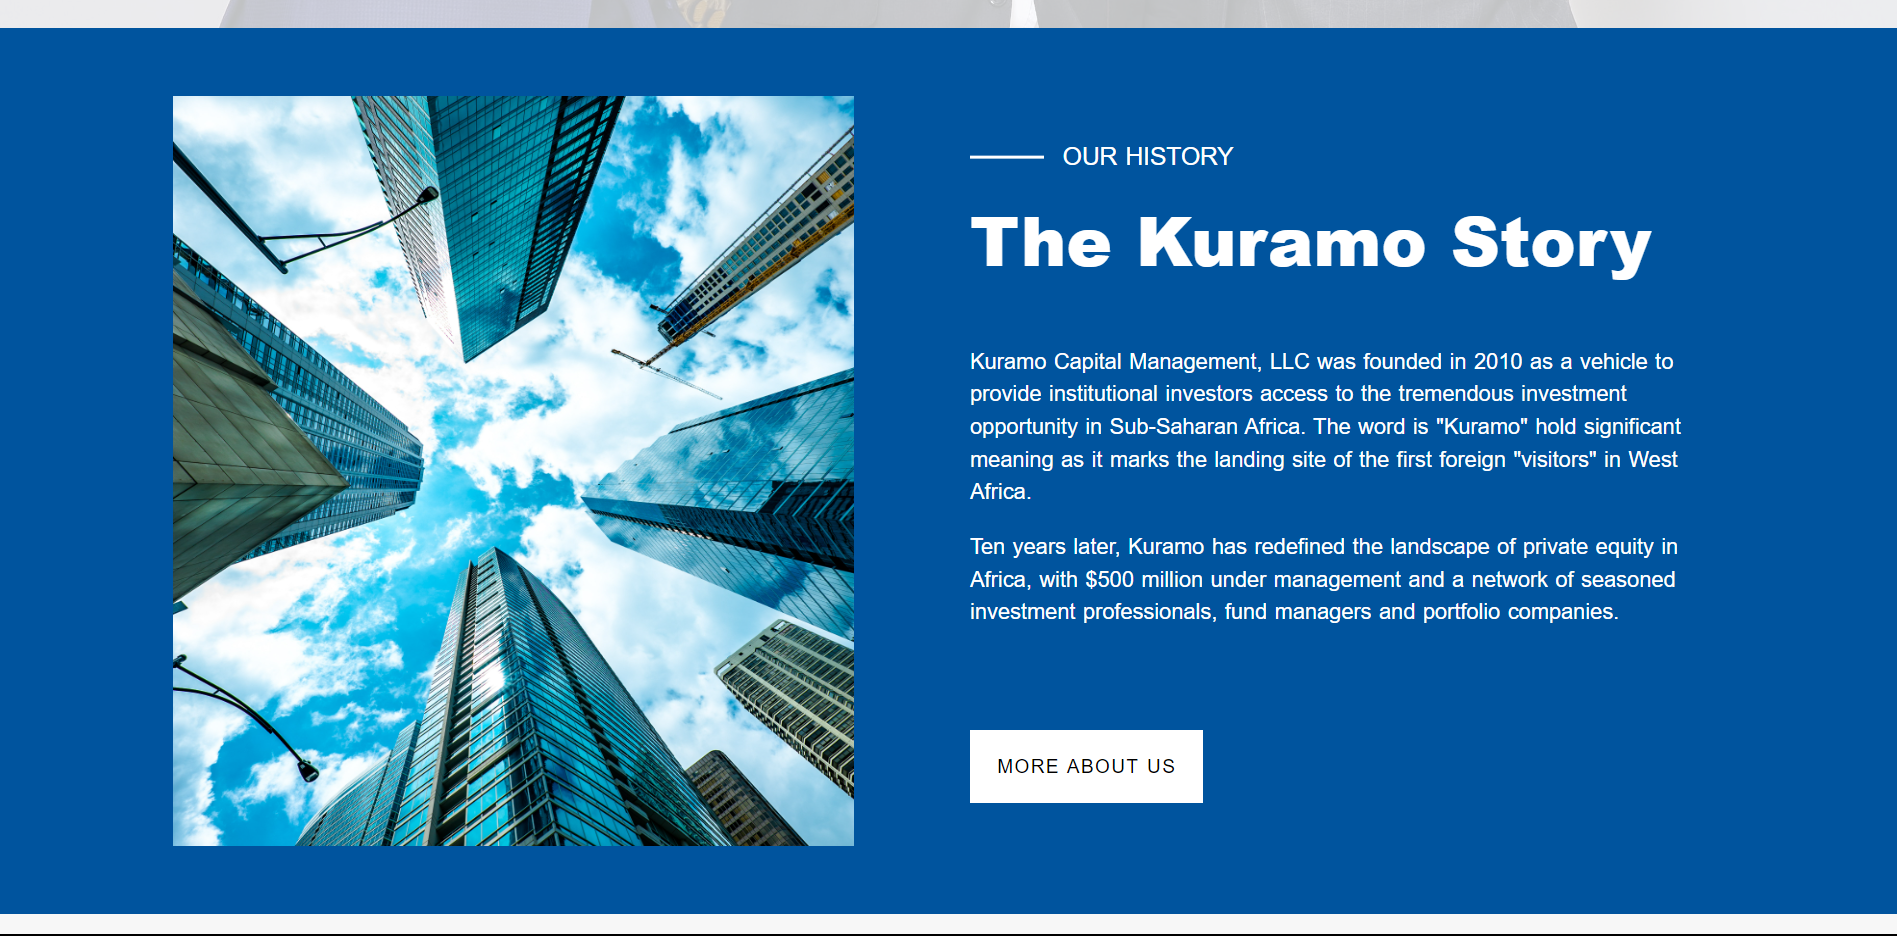 OUR HISTORY
The Kuramo Story
Kuramo Capital Management, LLC was founded in 2010 as a vehicle to
provide institutional investors access to the tremendous investment
opportunity in Sub-Saharan Africa. The word is "Kuramo" hold significant
meaning as it marks the landing site of the first foreign "visitors" in West
Africa.
Ten years later, Kuramo has redefined the landscape of private equity in
Africa, with $500 million under management and a network of seasoned
investment professionals, fund managers and portfolio companies.
MORE ABOUT US